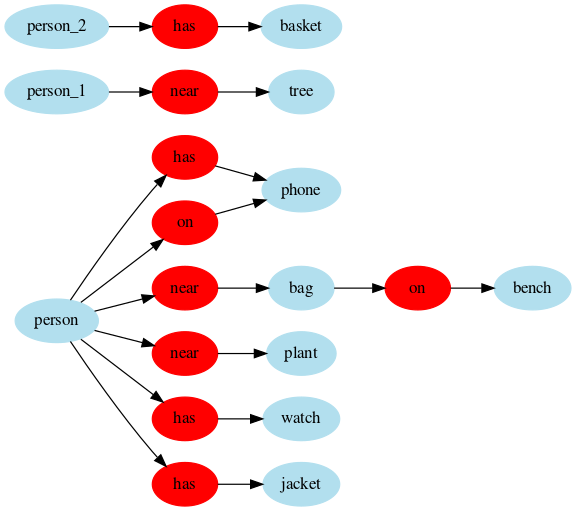 person_2 has basket
person_1 near tree
has
phone
on
near bag on bench
person
near plant
has watch
has jacket